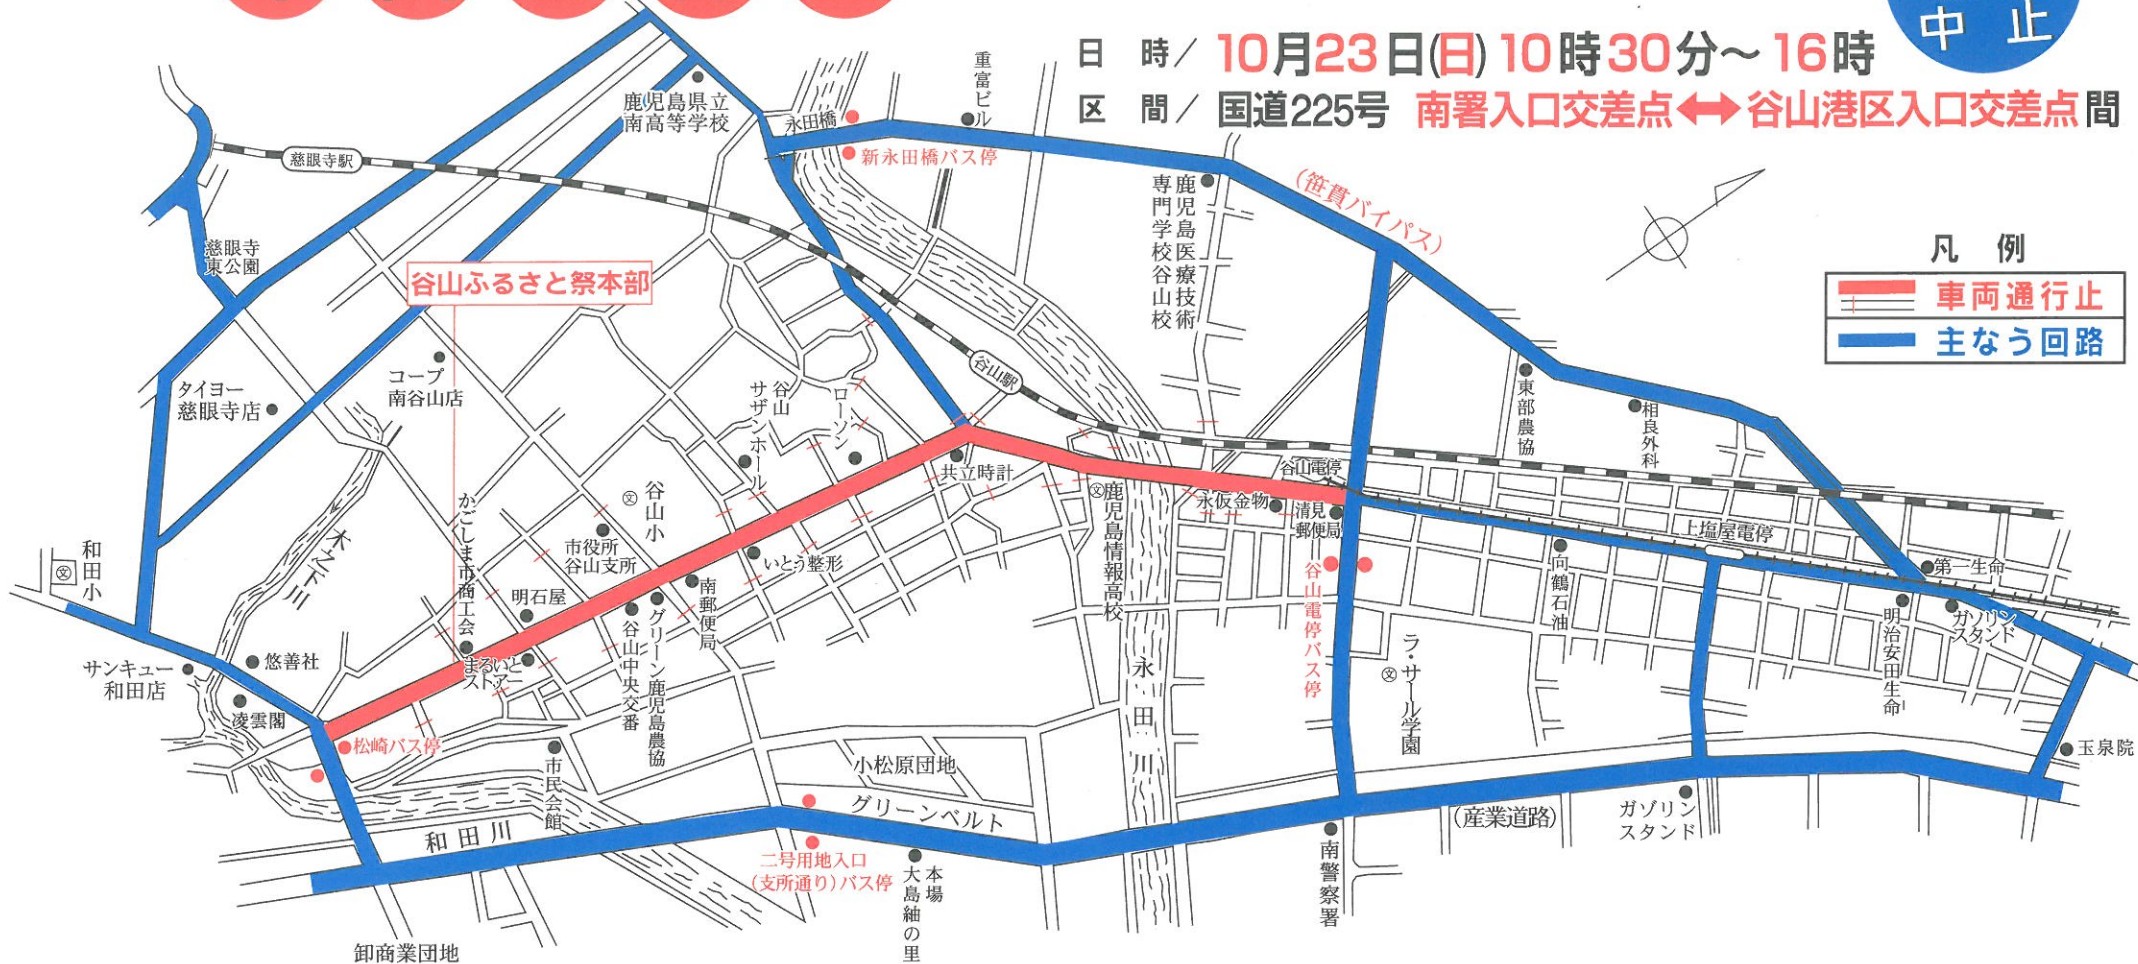 中止
日 時/ 10月23日(日)10時30分～16時
区 間/ 国道225号 南署入口交差点⟷谷山港区入口交差点間
凡 例
車両通行止
主なう回路
重富ビル
鹿児島県立
南高等学校
永田橋
新永田橋バス停
慈眼寺駅
(笹貫バイパス)
鹿児島医療技術
専門学校谷山校
慈眼寺
東公園
谷山ふるさと祭本部
谷山駅
コープ
南谷山店
タイヨー
慈眼寺店
谷山
サザンホール
ローソン
東部農協
相良外科
共立時計
谷山電停
永仮金物
清見
郵便局
鹿児島情報高校
文
谷山小
文
市役所
谷山支所
かごしま市商工会
いとう整形
上塩屋電停
第一生命
向鶴石油
谷山電停バス停
和田小
文
木之下川
明石屋
南郵便局
グリーン鹿児島農協
谷山中央交番
まるいと
ストアー
明治安田生命
ガソリン
スタンド
ラ・サール学園
文
サンキュー
和田店
悠善社
凌雲閣
松崎バス停
市民会館
永田川
小松原団地
グリーンベルト
玉泉院
和田川
(産業道路)
ガソリン
スタンド
二号用地入口
(支所通り)バス停
本場
大島紬の里
南警察署
卸商業団地